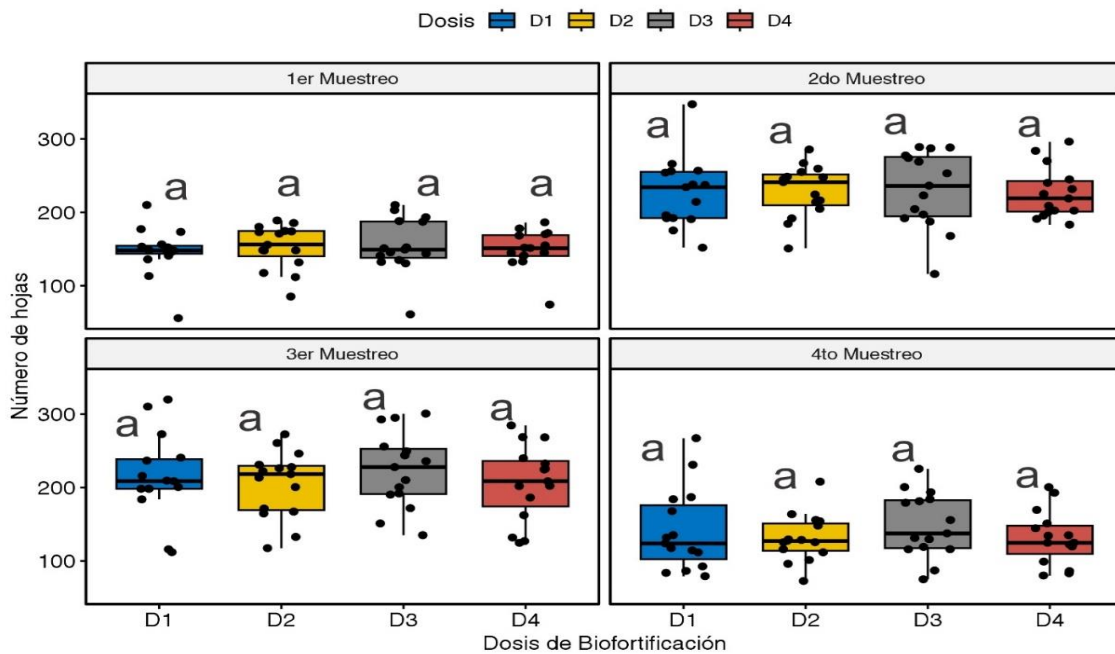 Dosis D1 D2 D3 D4
1er Muestreo
2do Muestreo
a a a a
a a a a
300
200
100
3er Muestreo
4to Muestreo
a a a a
a a a a
300
200
100
Número de hojas
D1 D2 D3 D4
D1 D2 D3 D4
Dosis de Biofortificación